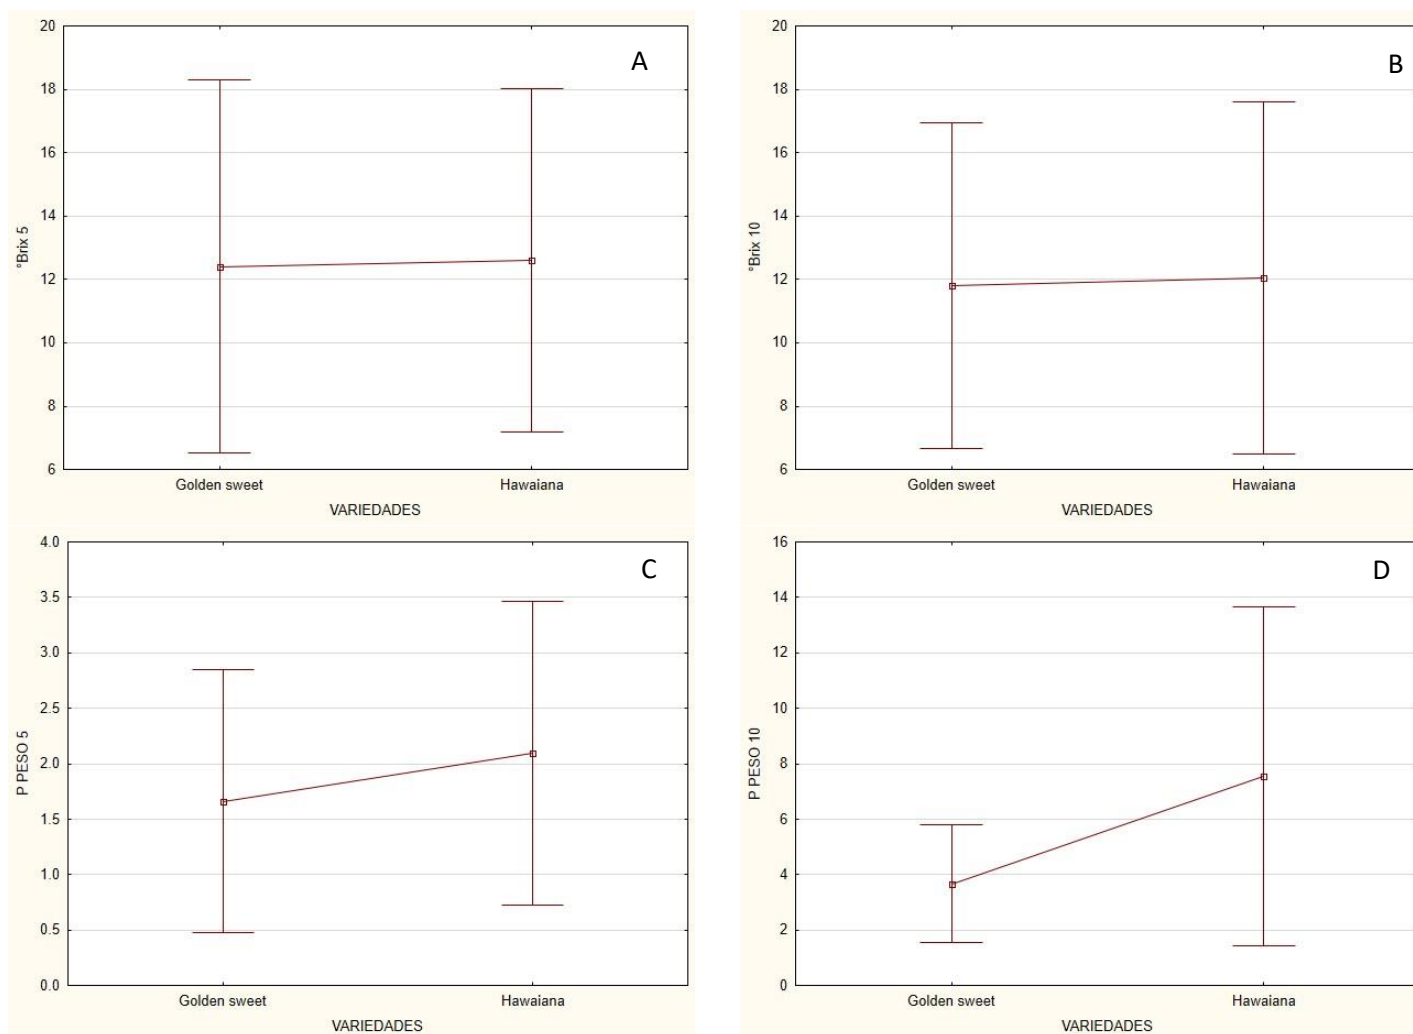 A
°Brix 5
20
18
16
14
12
10
8
6
Golden sweet Hawaiana
VARIEDADES
B
°Brix 10
20
18
16
14
12
10
8
6
Golden sweet Hawaiana
VARIEDADES
C
P PESO 5
4.0
3.5
3.0
2.5
2.0
1.5
1.0
0.5
0.0
Golden sweet Hawaiana
VARIEDADES
D
P PESO 10
16
14
12
10
8
6
4
2
0
Golden sweet Hawaiana
VARIEDADES